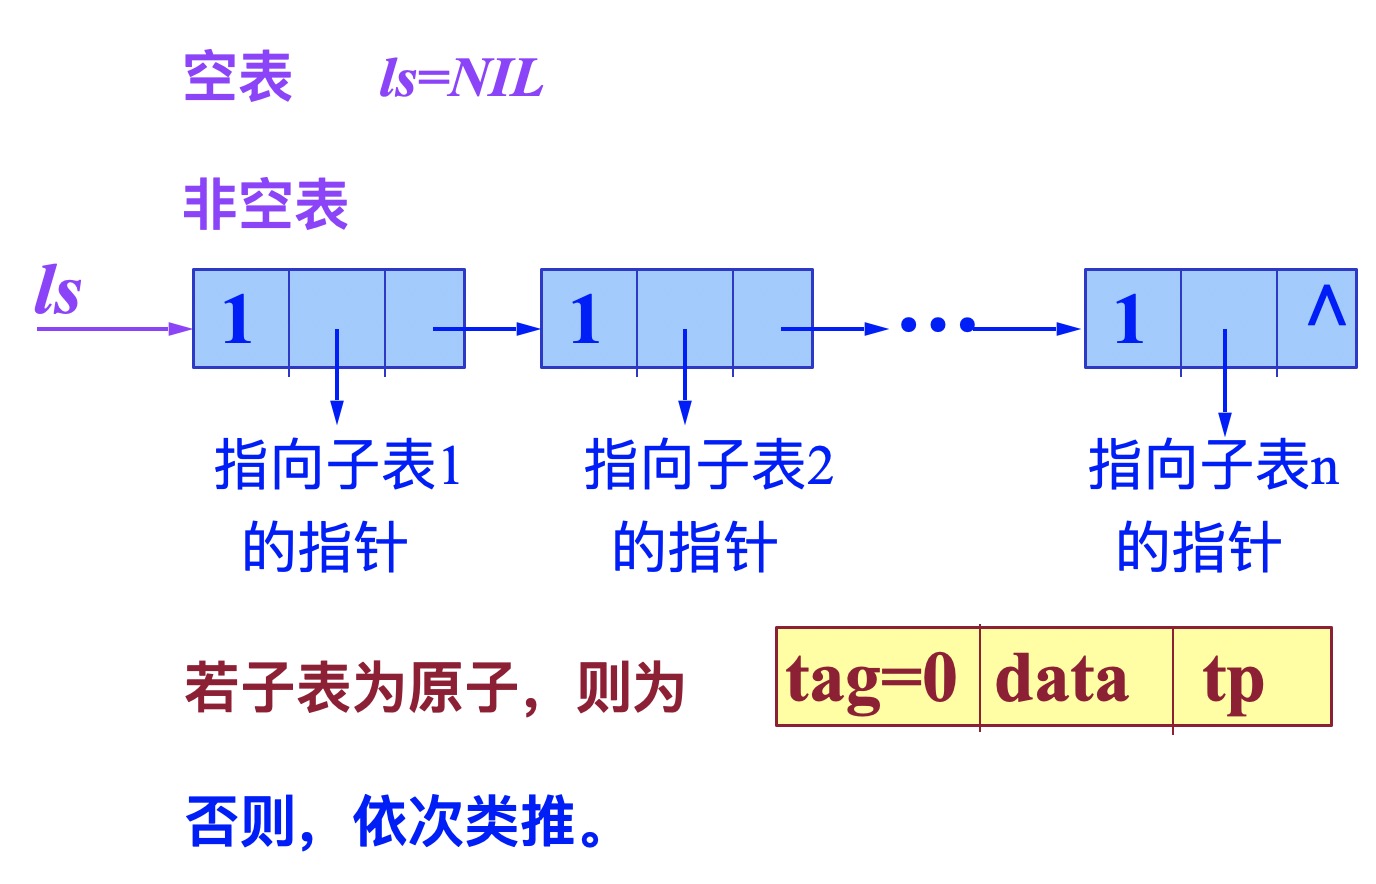 空表 ls=NIL
非空表
ls
1 1 ••• 1 ^
指向子表1 指向子表2 指向子表n
的指针 的指针 的指针
若子表为原子，则为 tag=0 data tp
否则，依次类推。